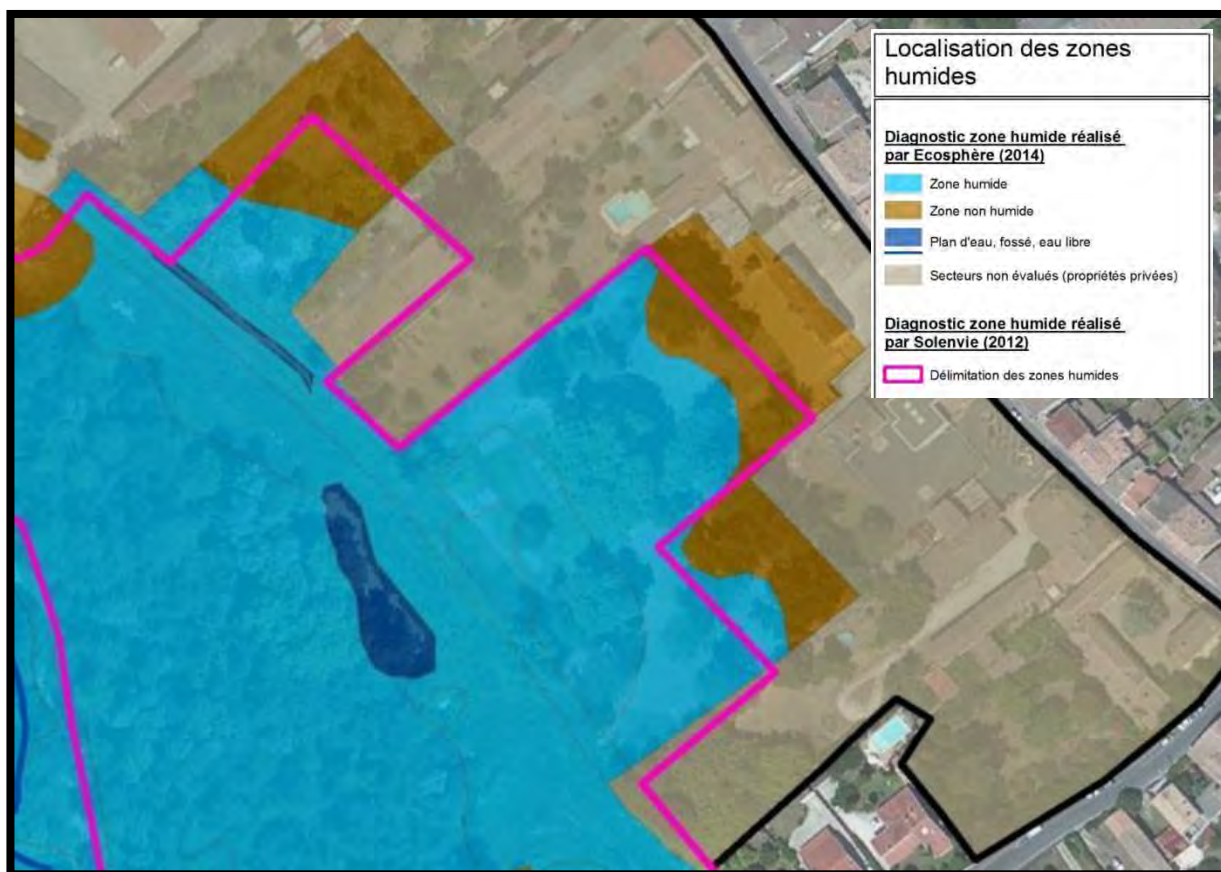 Localisation des zones
humides
Diagnostic zone humide réalisé
par Ecosphère (2014)
Zone humide
Zone non humide
Plan d'eau, fossé, eau libre
Secteurs non évalués (propriétés privées)
Diagnostic zone humide réalisé
par Solenvie (2012)
Délimitation des zones humides